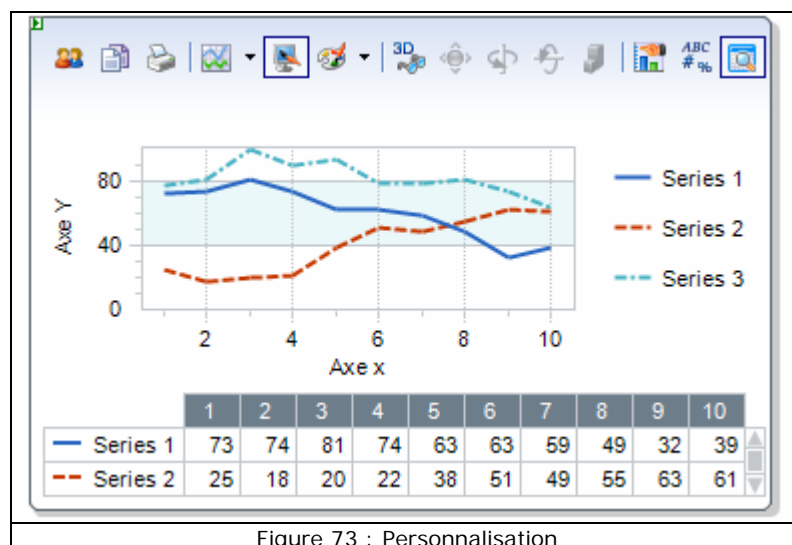 3D
ABC
# %
80
40
0
Axe Y
2 4 6 8 10
Axe x
Series 1
Series 2
Series 3
1 2 3 4 5 6 7 8 9 10
Series 1 73 74 81 74 63 63 59 49 32 39
Series 2 25 18 20 22 38 51 49 55 63 61
Figure 73 : Personnalisation